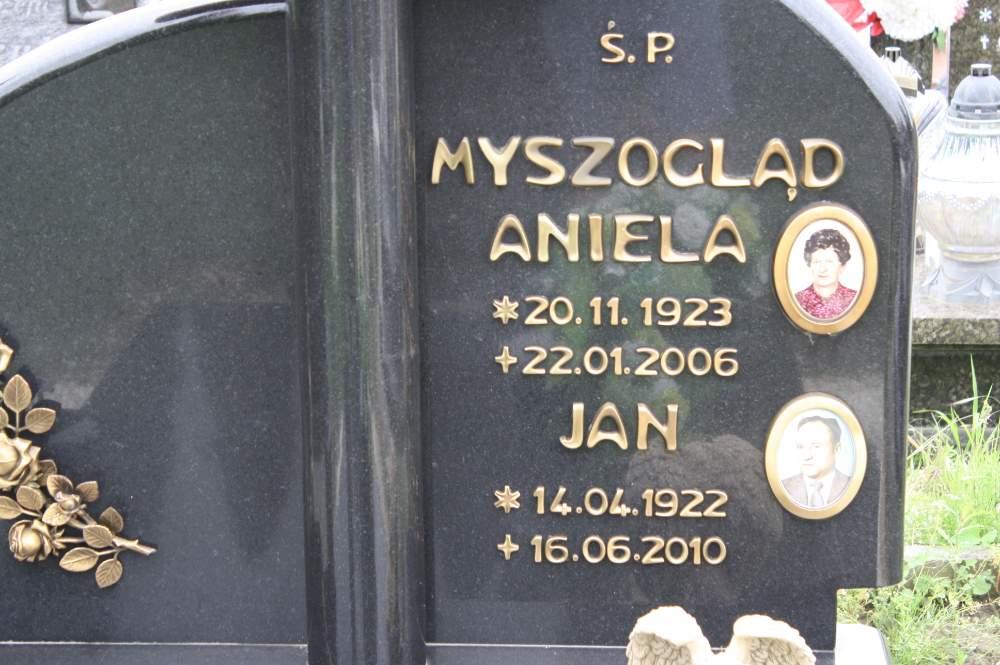 Ś.P.
MYSZOGLĄD
ANIELA
*20.11.1923
+22.01.2006
JAN
*14.04.1922
+16.06.2010